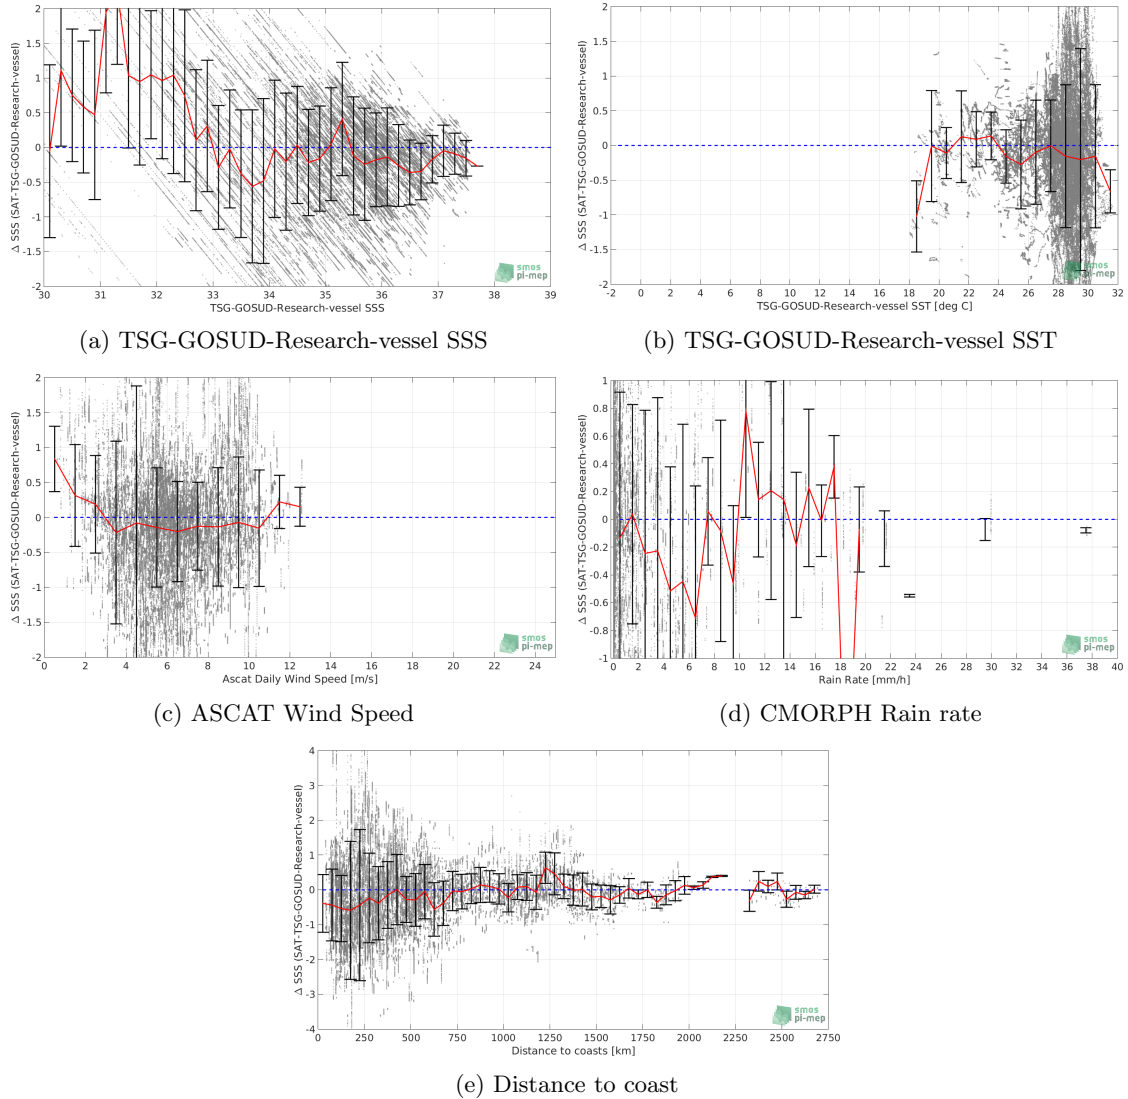 2
1.5
1
0.5
0
-0.5
-1
-1.5
-2
Δ SSS (SAT-TSG-GOSUD-Research-vessel)
30 31 32 33 34 35 36 37 38 39
TSG-GOSUD-Research-vessel SSS
smos
pi-mep
(a) TSG-GOSUD-Research-vessel SSS
2
1.5
1
0.5
0
-0.5
-1
-1.5
-2
Δ SSS (SAT-TSG-GOSUD-Research-vessel)
-2 0 2 4 6 8 10 12 14 16 18 20 22 24 26 28 30 32
TSG-GOSUD-Research-vessel SST [deg C]
smos
pi-mep
(b) TSG-GOSUD-Research-vessel SST
2
1.5
1
0.5
0
-0.5
-1
-1.5
-2
Δ SSS (SAT-TSG-GOSUD-Research-vessel)
0 2 4 6 8 10 12 14 16 18 20 22 24
Ascat Daily Wind Speed [m/s]
smos
pi-mep
(c) ASCAT Wind Speed
1
0.8
0.6
0.4
0.2
0
-0.2
-0.4
-0.6
-0.8
-1
Δ SSS (SAT-TSG-GOSUD-Research-vessel)
0 2 4 6 8 10 12 14 16 18 20 22 24 26 28 30 32 34 36 38 40
Rain Rate [mm/h]
smos
pi-mep
(d) CMORPH Rain rate
4
3
2
1
0
-1
-2
-3
-4
Δ SSS (SAT-TSG-GOSUD-Research-vessel)
0 250 500 750 1000 1250 1500 1750 2000 2250 2500 2750
Distance to coasts [km]
smos
pi-mep
(e) Distance to coast